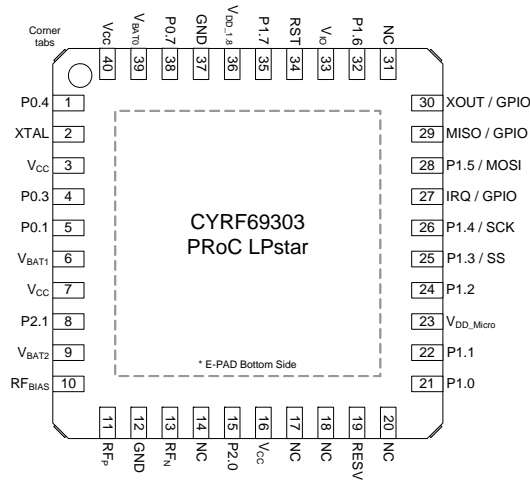 Corner
tabs
VCC
VBAT0
P0.7
GND
VDD_1.8
P1.7
RST
VIO
P1.6
NC
40
39
38
37
36
35
34
33
32
31
P0.4 1
XTAL 2
VCC 3
P0.3 4
P0.1 5
VBAT1 6
VCC 7
P2.1 8
VBAT2 9
RFBIAS 10
CYRF69303
PRoC LPstar
* E-PAD Bottom Side
30 XOUT / GPIO
29 MISO / GPIO
28 P1.5 / MOSI
27 IRQ / GPIO
26 P1.4 / SCK
25 P1.3 / SS
24 P1.2
23 VDD_Micro
22 P1.1
21 P1.0
11
12
13
14
15
16
17
18
19
20
RFP
GND
RFN
NC
P2.0
VCC
NC
NC
RESV
NC